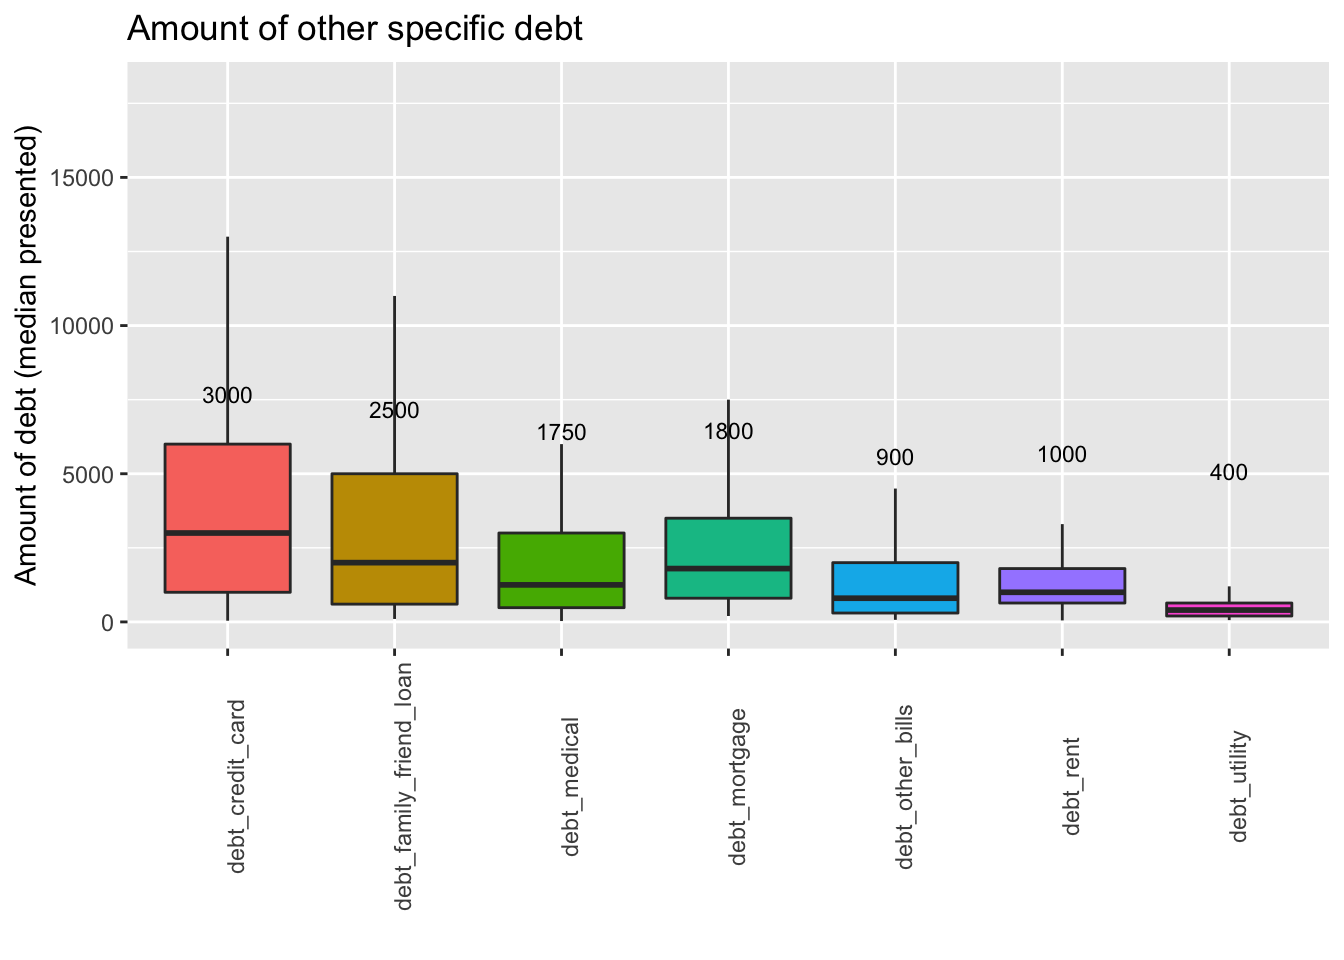 Amount of other specific debt
Amount of debt (median presented)
15000
10000
5000
0
3000
2500
1750
1800
900
1000
400
debt_credit_card
debt_family_friend_loan
debt_medical
debt_mortgage
debt_other_bills
debt_rent
debt_utility